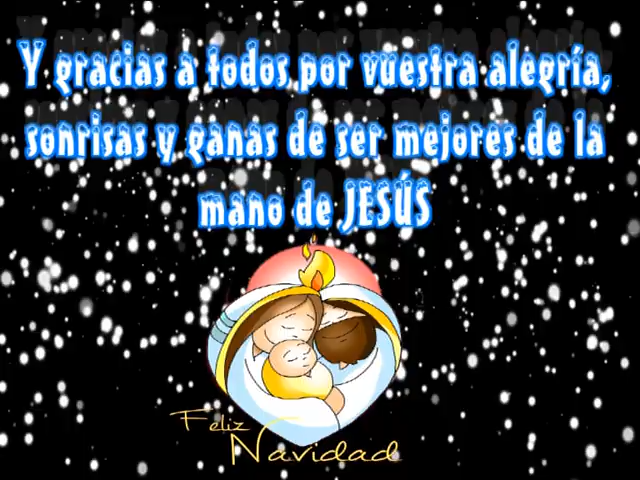 Y gracias a todos por vuestra alegría,
sonrisas y ganas de ser mejores de la
mano de JESÚS
Feliz
Navidad